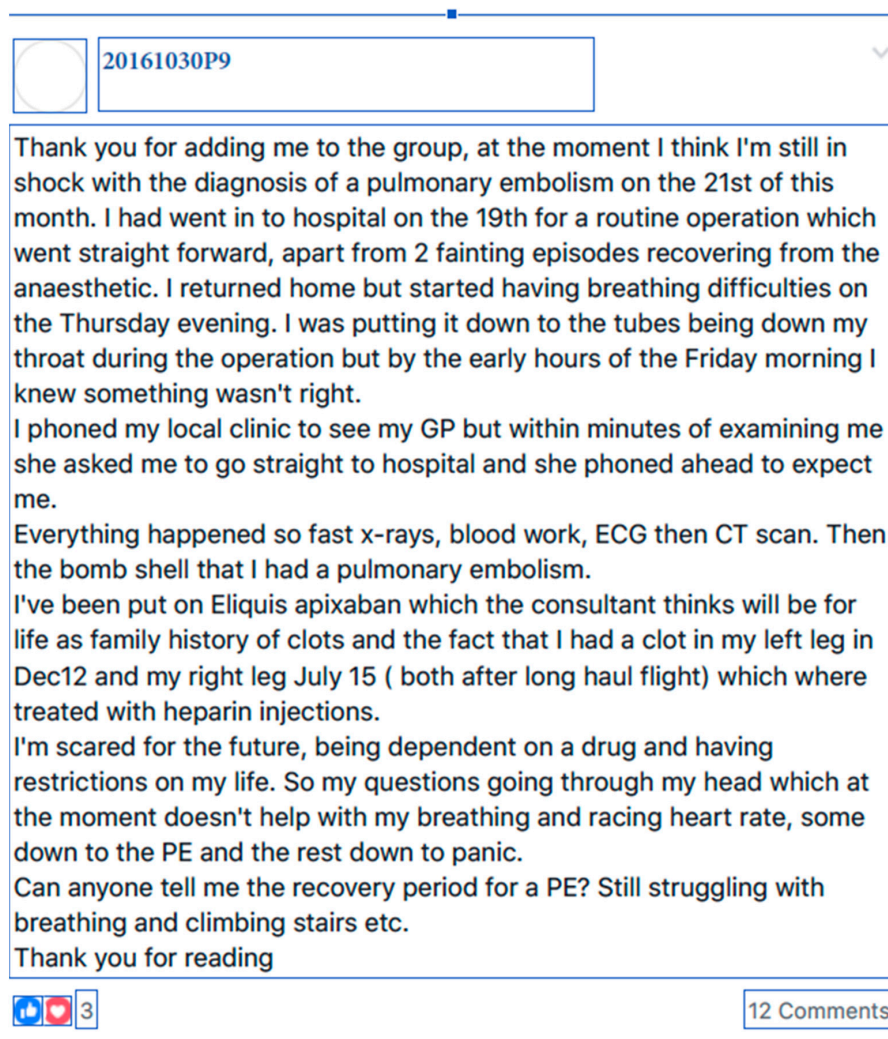 20161030P9
Thank you for adding me to the group, at the moment I think I'm still in
shock with the diagnosis of a pulmonary embolism on the 21st of this
month. I had went in to hospital on the 19th for a routine operation which
went straight forward, apart from 2 fainting episodes recovering from the
anaesthetic. I returned home but started having breathing difficulties on
the Thursday evening. I was putting it down to the tubes being down my
throat during the operation but by the early hours of the Friday morning I
knew something wasn't right.
I phoned my local clinic to see my GP but within minutes of examining me
she asked me to go straight to hospital and she phoned ahead to expect
me.
Everything happened so fast x-rays, blood work, ECG then CT scan. Then
the bomb shell that I had a pulmonary embolism.
I've been put on Eliquis apixaban which the consultant thinks will be for
life as family history of clots and the fact that I had a clot in my left leg in
Dec12 and my right leg July 15 ( both after long haul flight) which where
treated with heparin injections.
I'm scared for the future, being dependent on a drug and having
restrictions on my life. So my questions going through my head which at
the moment doesn't help with my breathing and racing heart rate, some
down to the PE and the rest down to panic.
Can anyone tell me the recovery period for a PE? Still struggling with
breathing and climbing stairs etc.
Thank you for reading
3
12 Comments